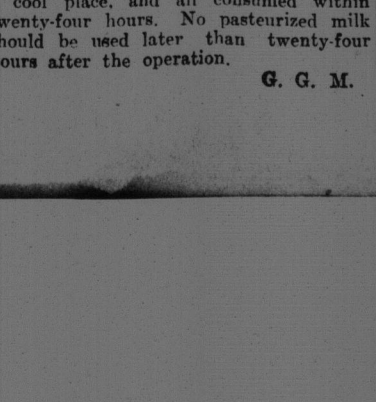 cool place, and all consumed within
wenty-four hours. No pasteurized milk
hould be used later than twenty-four
ours after the operation.
G. G. M.